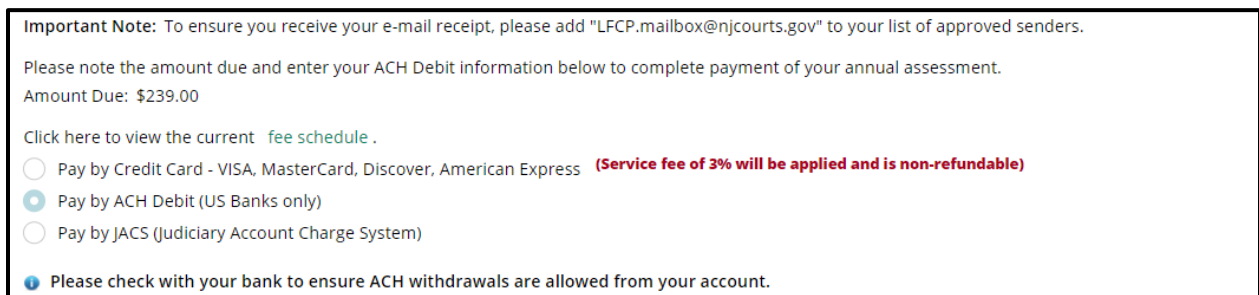 Important Note: To ensure you receive your e-mail receipt, please add "LFCP.mailbox@njcourts.gov" to your list of approved senders.
Please note the amount due and enter your ACH Debit information below to complete payment of your annual assessment.
Amount Due: $239.00
Click here to view the current fee schedule .
Pay by Credit Card - VISA, MasterCard, Discover, American Express (Service fee of 3% will be applied and is non-refundable)
Pay by ACH Debit (US Banks only)
Pay by JACS (Judiciary Account Charge System)
Please check with your bank to ensure ACH withdrawals are allowed from your account.